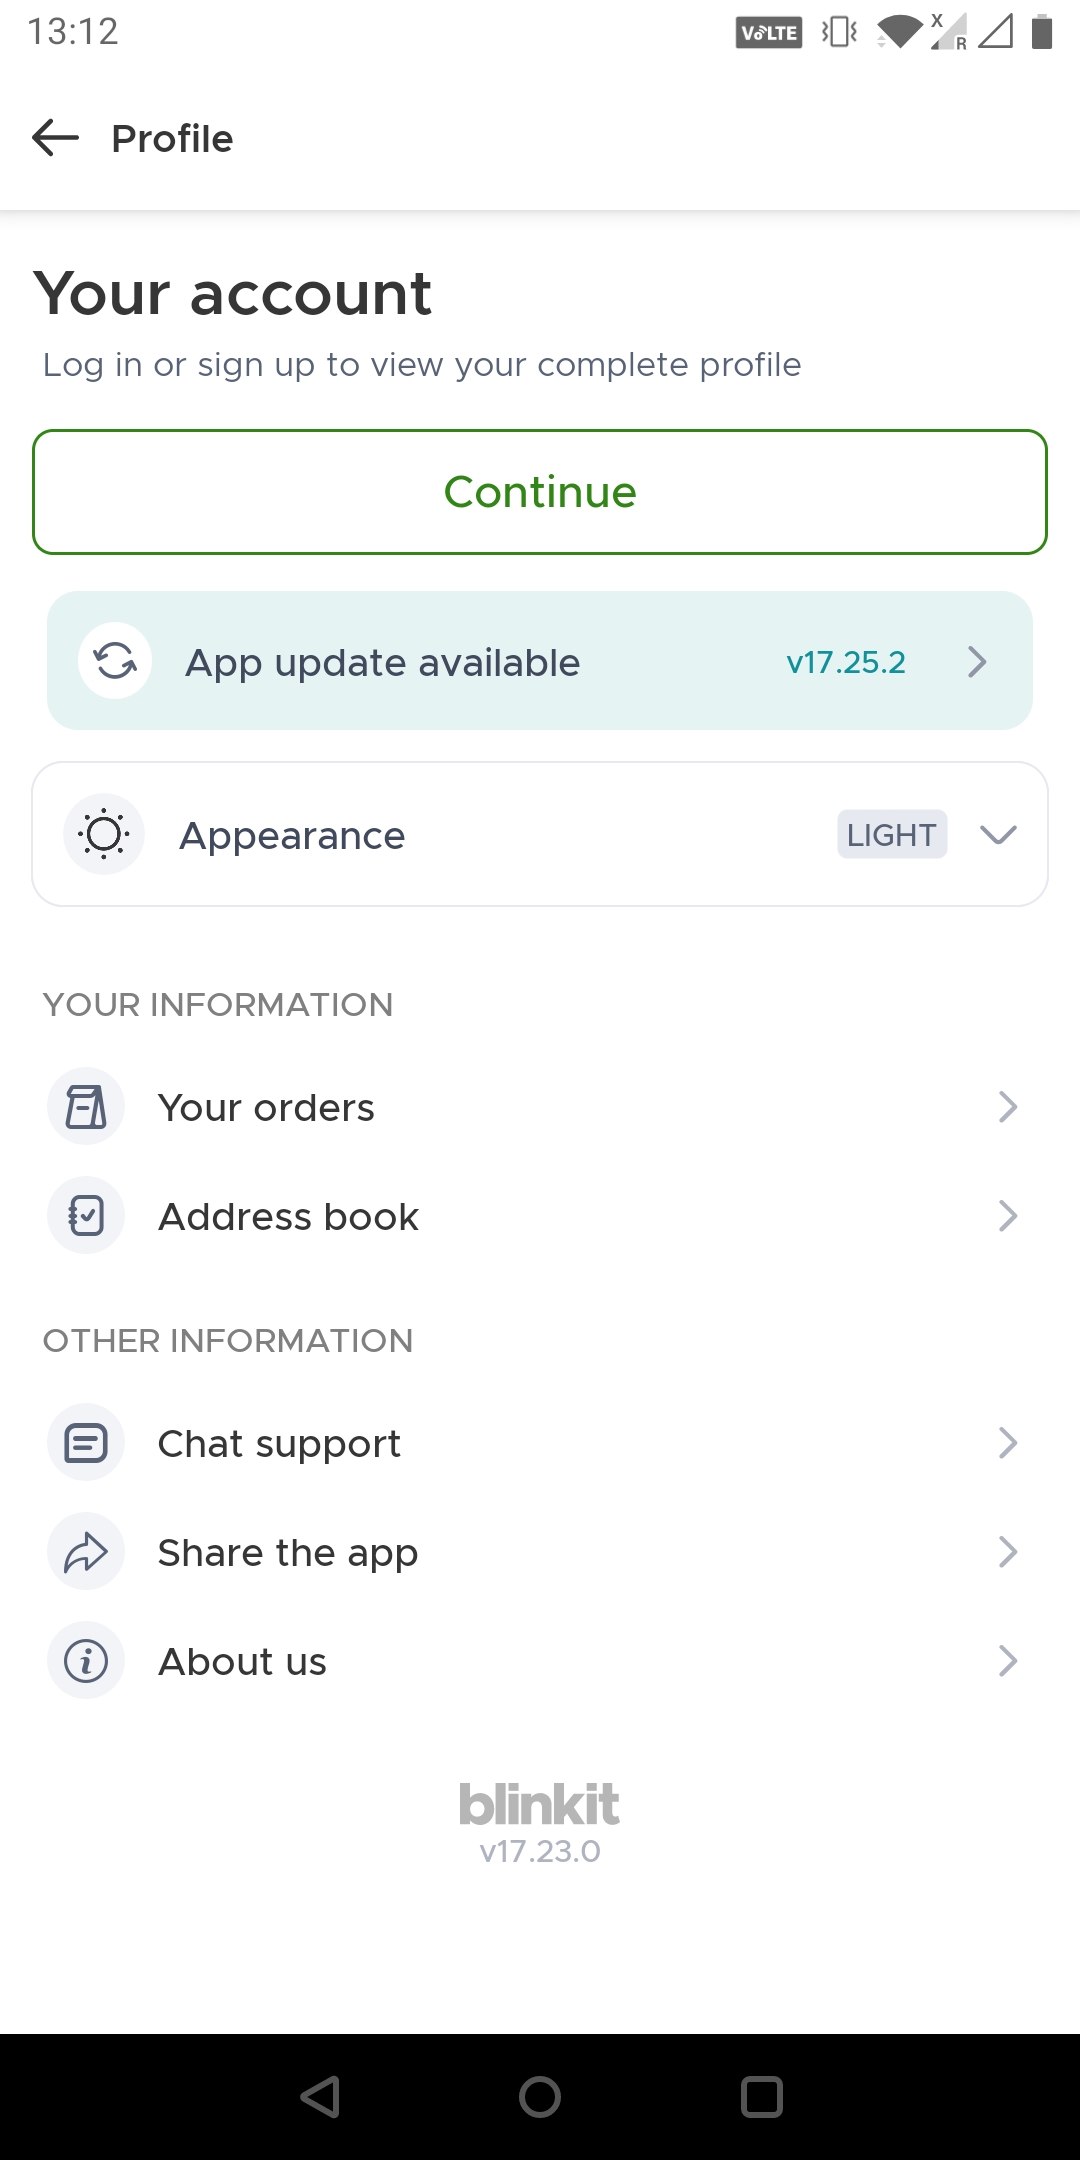 13:12
VoLTE
X
R
Profile
Your account
Log in or sign up to view your complete profile
Continue
App update available
v17.25.2
Appearance
LIGHT
YOUR INFORMATION
Your orders
Address book
OTHER INFORMATION
Chat support
Share the app
About us
blinkit
v17.23.0